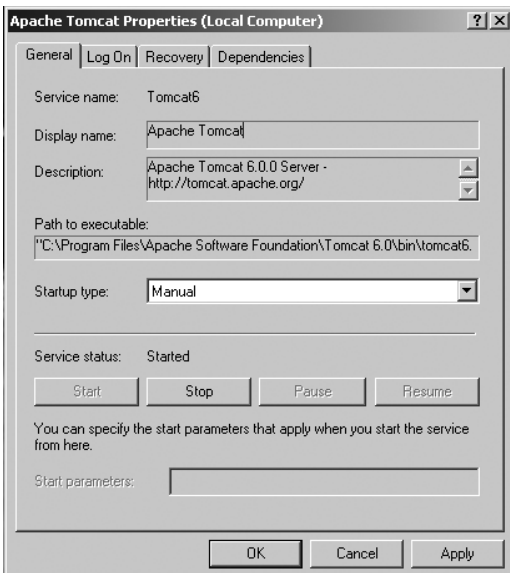 Apache Tomcat Properties (Local Computer)
General Log On Recovery Dependencies
Service name: Tomcat6
Display name: Apache Tomcat
Description: Apache Tomcat 6.0.0 Server -
http://tomcat.apache.org/
Path to executable:
"C:\Program Files\Apache Software Foundation\Tomcat 6.0\bin\tomcat6.
Startup type: Manual
Service status: Started
Start Stop Pause Resume
You can specify the start parameters that apply when you start the service
from here.
Start parameters:
OK Cancel Apply